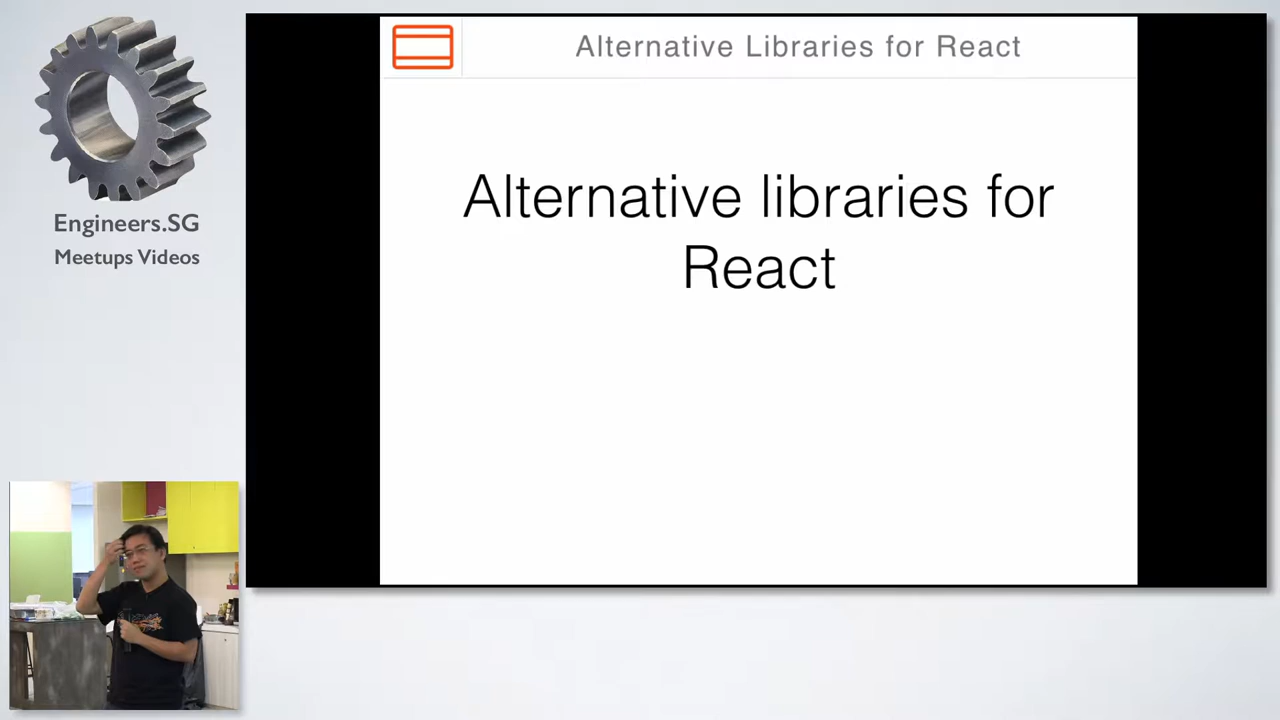 Engineers.SG
Meetups Videos
Alternative Libraries for React
Alternative libraries for
React